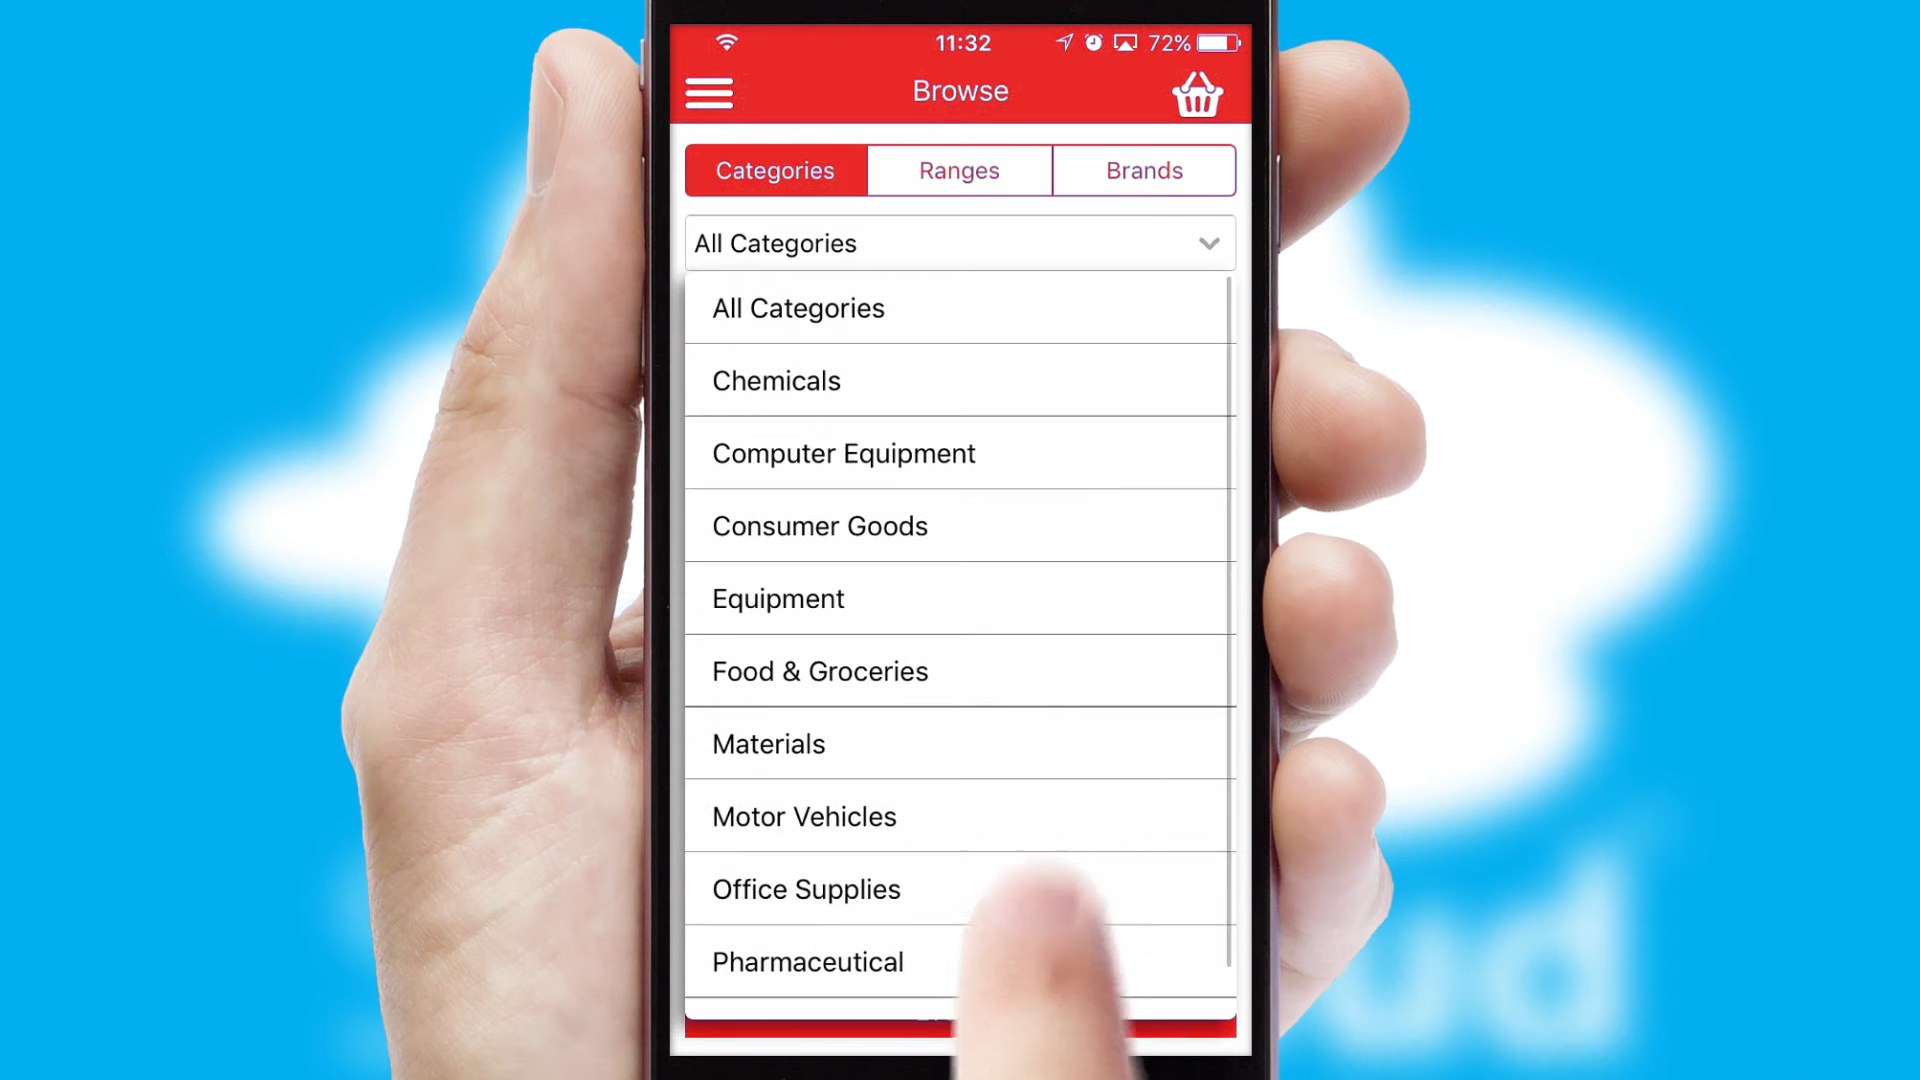 11:32 72%
Browse
Categories Ranges Brands
All Categories
All Categories
Chemicals
Computer Equipment
Consumer Goods
Equipment
Food & Groceries
Materials
Motor Vehicles
Office Supplies
Pharmaceutical
ud